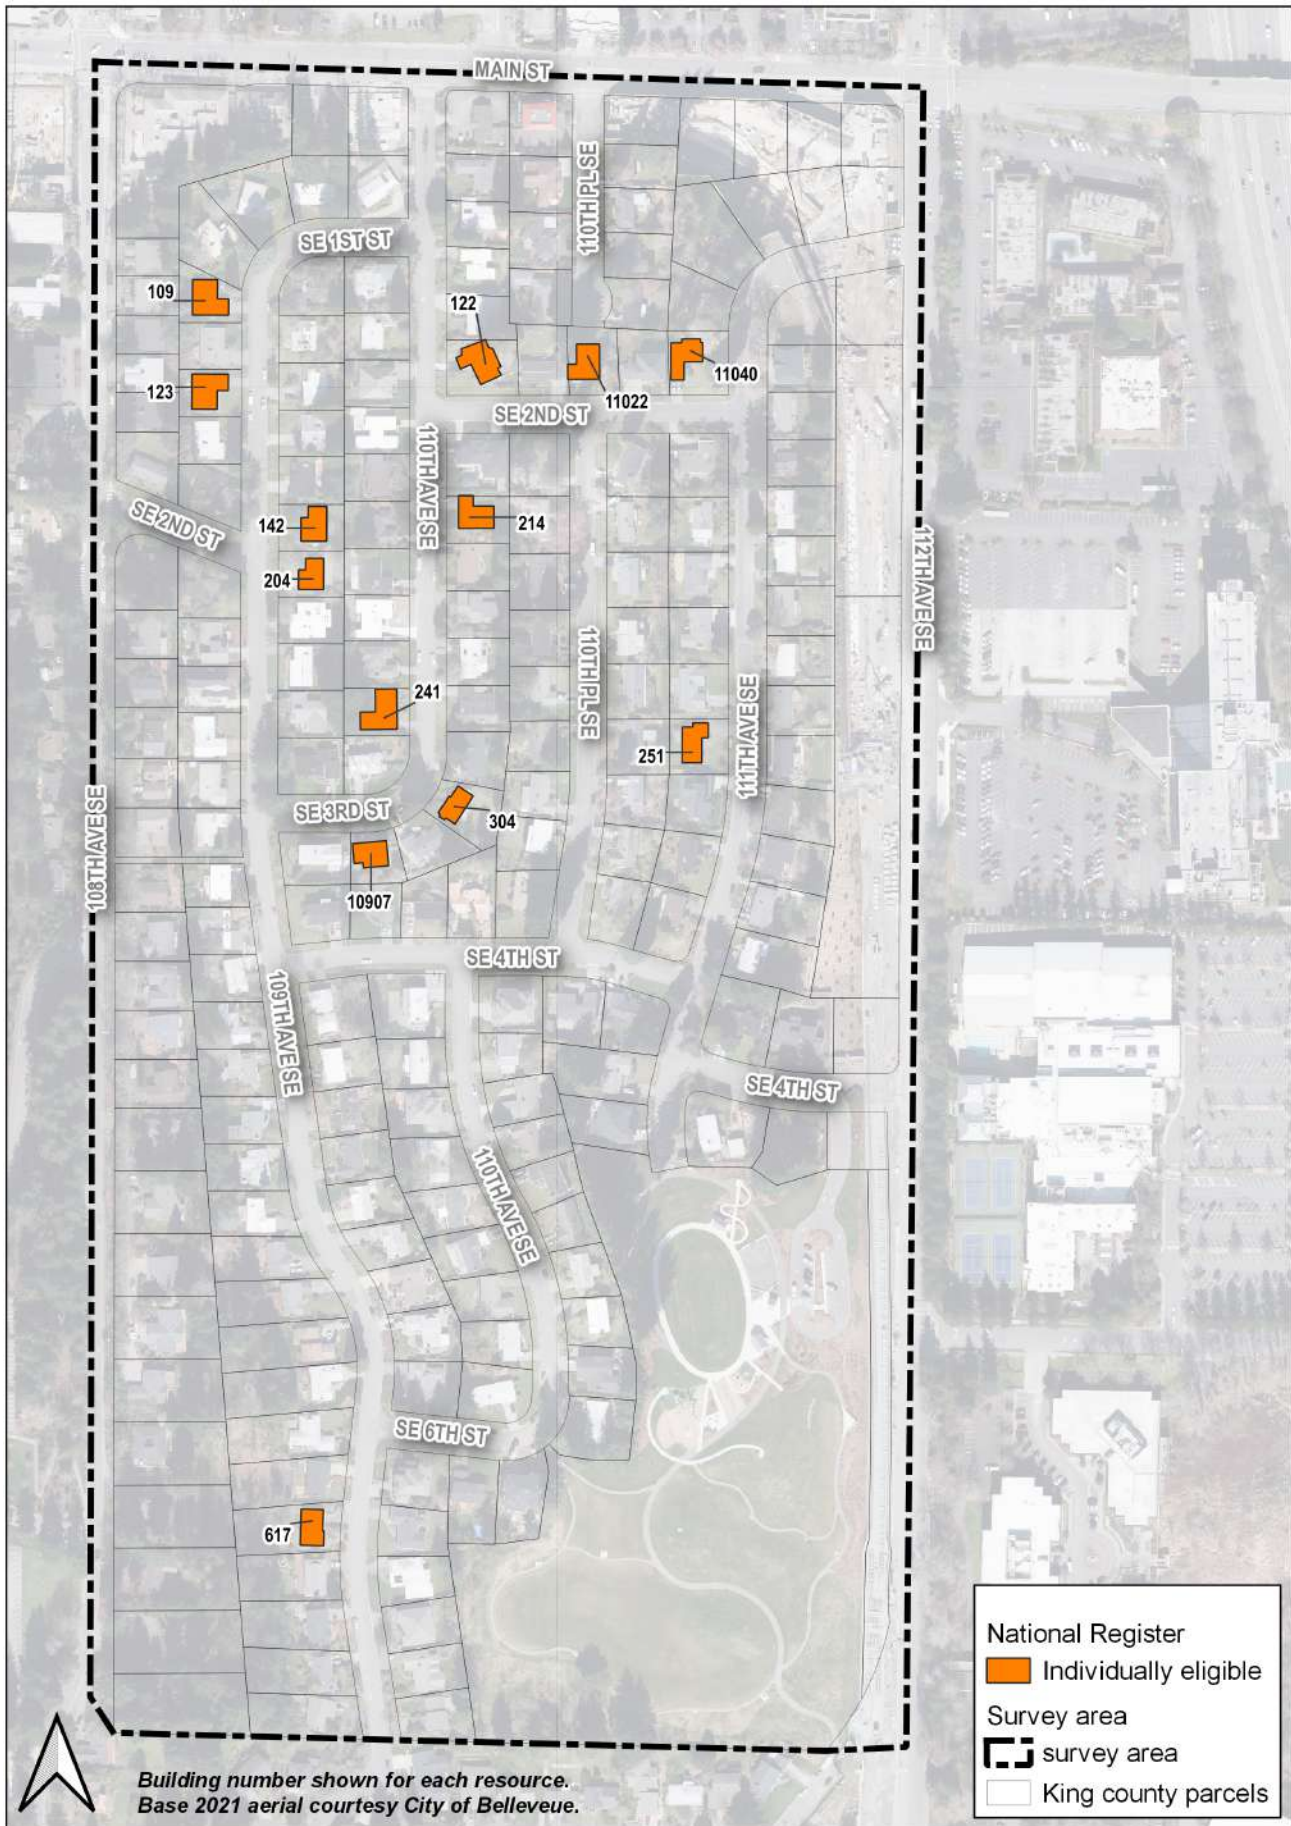 MAIN ST
110TH PL SE
SE 1ST ST
109
122
123
11040
11022
SE 2ND ST
110TH AVE SE
SE 2ND ST
142
214
204
112TH AVE SE
110TH PL SE
241
111TH AVE SE
251
108TH AVE SE
SE 3RD ST
304
10907
SE 4TH ST
109TH AVE SE
SE 4TH ST
110TH AVE SE
SE 6TH ST
617
National Register
Individually eligible
Survey area
survey area
King county parcels
Building number shown for each resource.
Base 2021 aerial courtesy City of Belleveue.